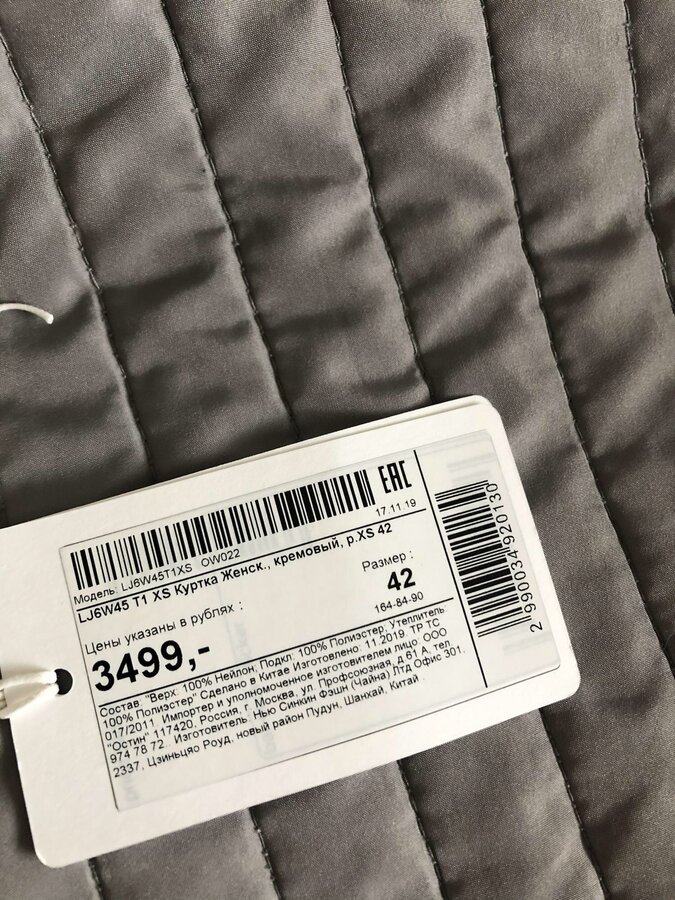 EAC
17.11.19
Модель: LJ6W45T1XS OW022
LJ6W45 T1 XS Куртка Женск., кремовый, р.XS 42
Цены указаны в рублях :
Размер :
3499,-
42
164-84-90
Состав: "Верх: 100% Нейлон, Подкл: 100% Полиэстер; Утеплитель:
100% Полиэстер" Сделано в Китае Изготовлено: 11.2019. ТР ТС
017/2011. Импортер и уполномоченное изготовителем лицо: ООО
"Остин" 117420, Россия, г. Москва, ул. Профсоюзная, д.61 А, тел.
974 78 72 . Изготовитель: Нью Синкин Фэшн (Чайна) Лтд Офис 301.
2337, Цзиньцяо Роуд, новый район Пудун, Шанхай, Китай
2990034920130